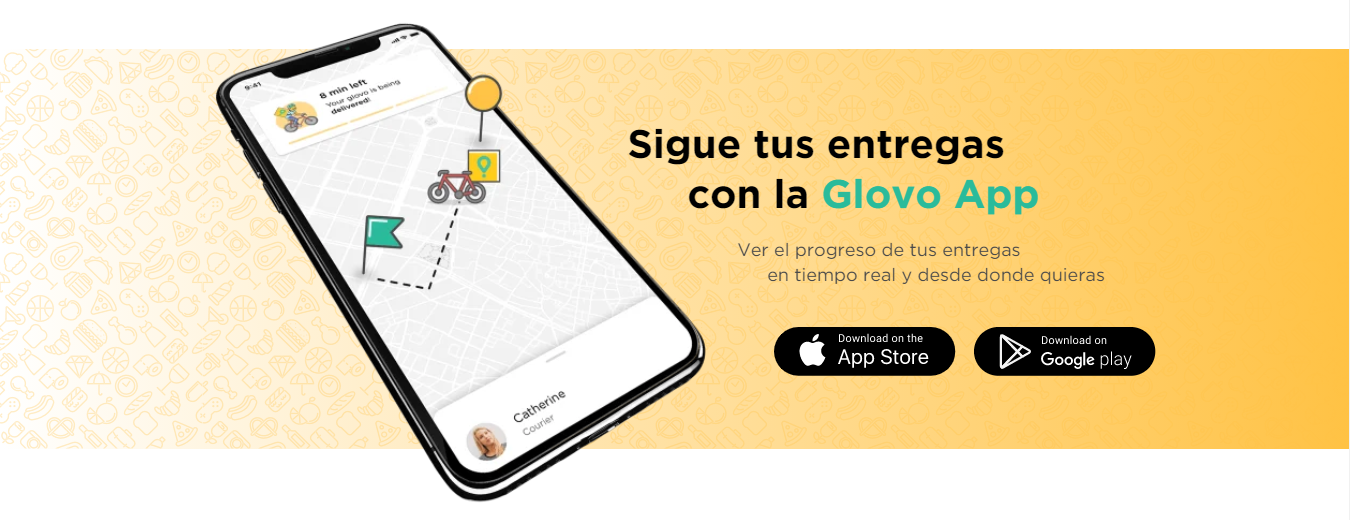 9:41
8 min left
Your glovo is being
delivered!
Sigue tus entregas
con la Glovo App
Ver el progreso de tus entregas
en tiempo real y desde donde quieras
Download on the
App Store
Download on
Google play
Catherine
Courier